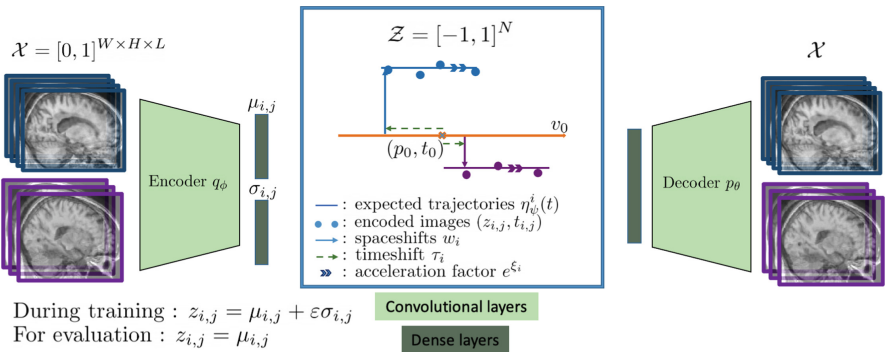 𝒳 = [0, 1]^{W×H×L}
μ_{i,j}
Encoder q_ϕ
σ_{i,j}
𝒵 = [−1, 1]^N
v_0
(p_0, t_0)
: expected trajectories η^i_ψ(t)
: encoded images (z_{i,j}, t_{i,j})
: spaceshifts w_i
: timeshift τ_i
: acceleration factor e^{ξ_i}
𝒳
Decoder p_θ
During training : z_{i,j} = μ_{i,j} + εσ_{i,j}
For evaluation : z_{i,j} = μ_{i,j}
Convolutional layers
Dense layers